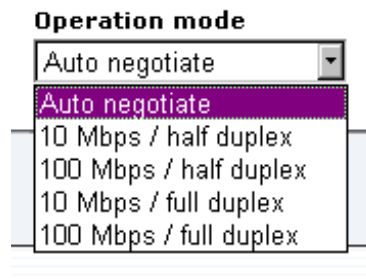 Operation mode
Auto negotiate
Auto negotiate
10 Mbps / half duplex
100 Mbps / half duplex
10 Mbps / full duplex
100 Mbps / full duplex